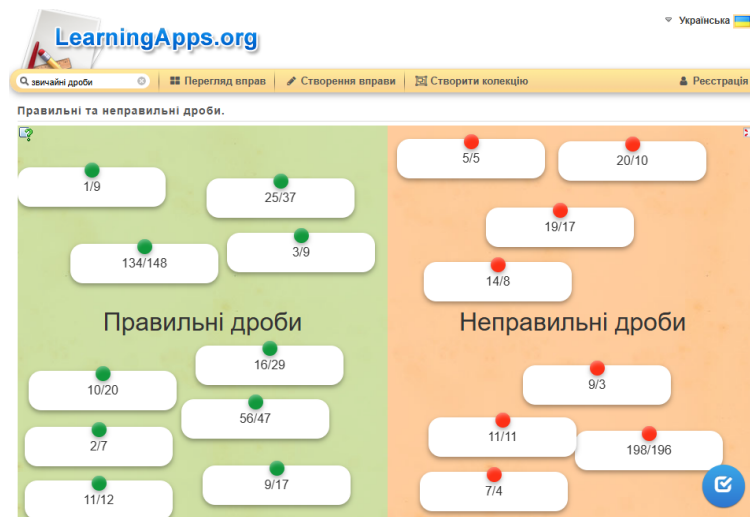 Українська
LearningApps.org
звичайні дроби
Перегляд вправ
Створення вправи
Створити колекцію
Реєстрація
Правильні та неправильні дроби.
1/9
25/37
134/148
3/9
Правильні дроби
16/29
10/20
56/47
2/7
9/17
11/12
5/5
20/10
19/17
14/8
Неправильні дроби
9/3
11/11
198/196
7/4